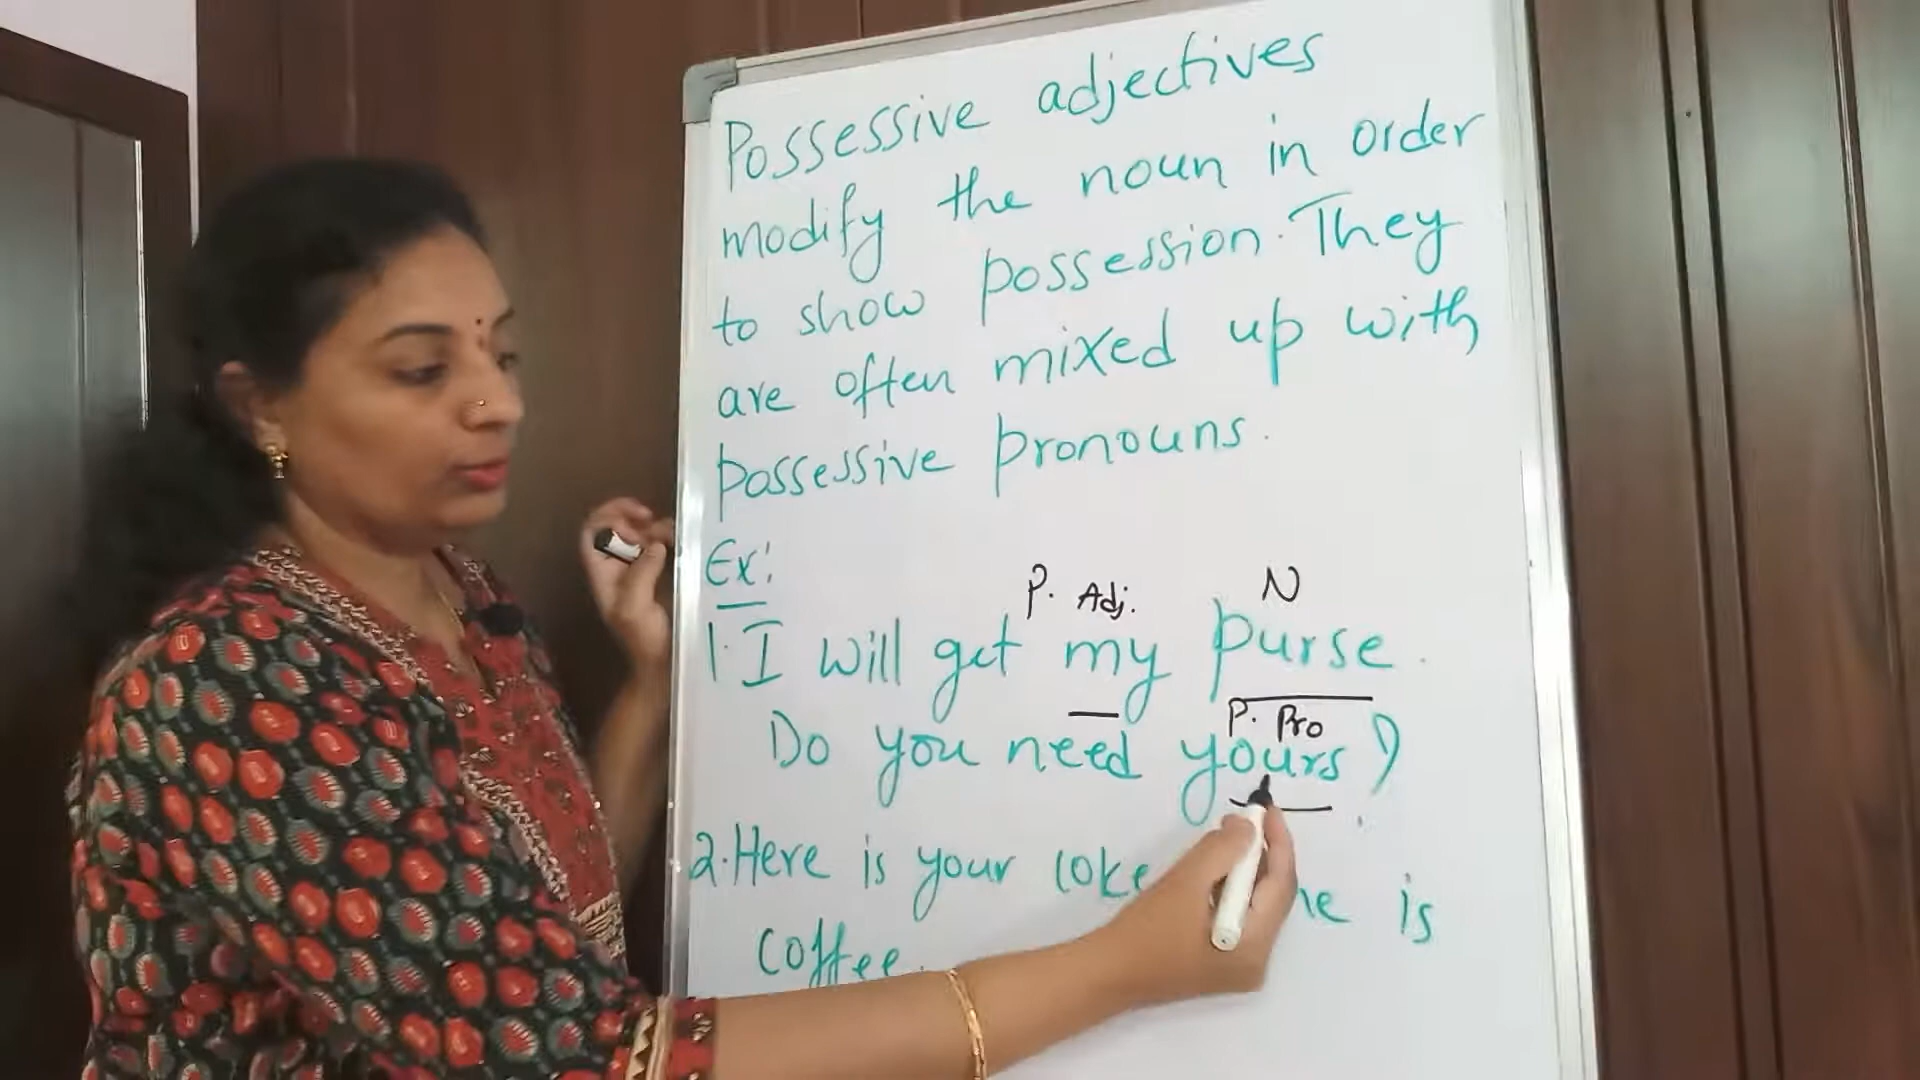 Possessive adjectives
modify the noun in order
to show possession. They
are often mixed up with
possessive pronouns.
Ex:
P. Adj. N
1. I will get my purse.
P. Pro
Do you need yours?
2. Here is your coke is
coffee.